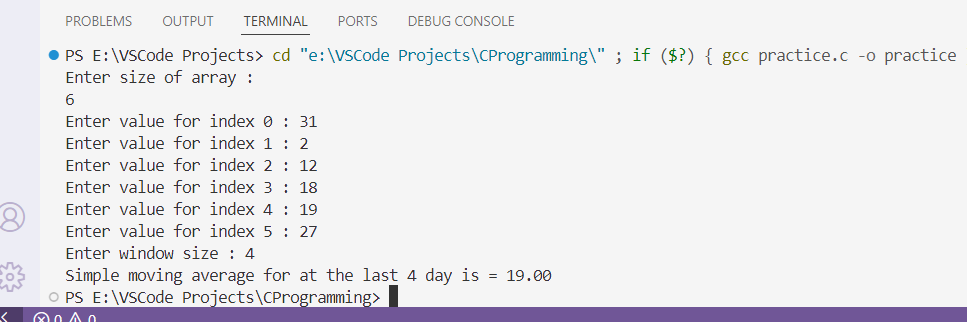 PROBLEMS OUTPUT TERMINAL PORTS DEBUG CONSOLE
PS E:\VSCode Projects> cd "e:\VSCode Projects\CProgramming\" ; if ($?) { gcc practice.c -o practice
Enter size of array :
6
Enter value for index 0 : 31
Enter value for index 1 : 2
Enter value for index 2 : 12
Enter value for index 3 : 18
Enter value for index 4 : 19
Enter value for index 5 : 27
Enter window size : 4
Simple moving average for at the last 4 day is = 19.00
PS E:\VSCode Projects\CProgramming>
0 0